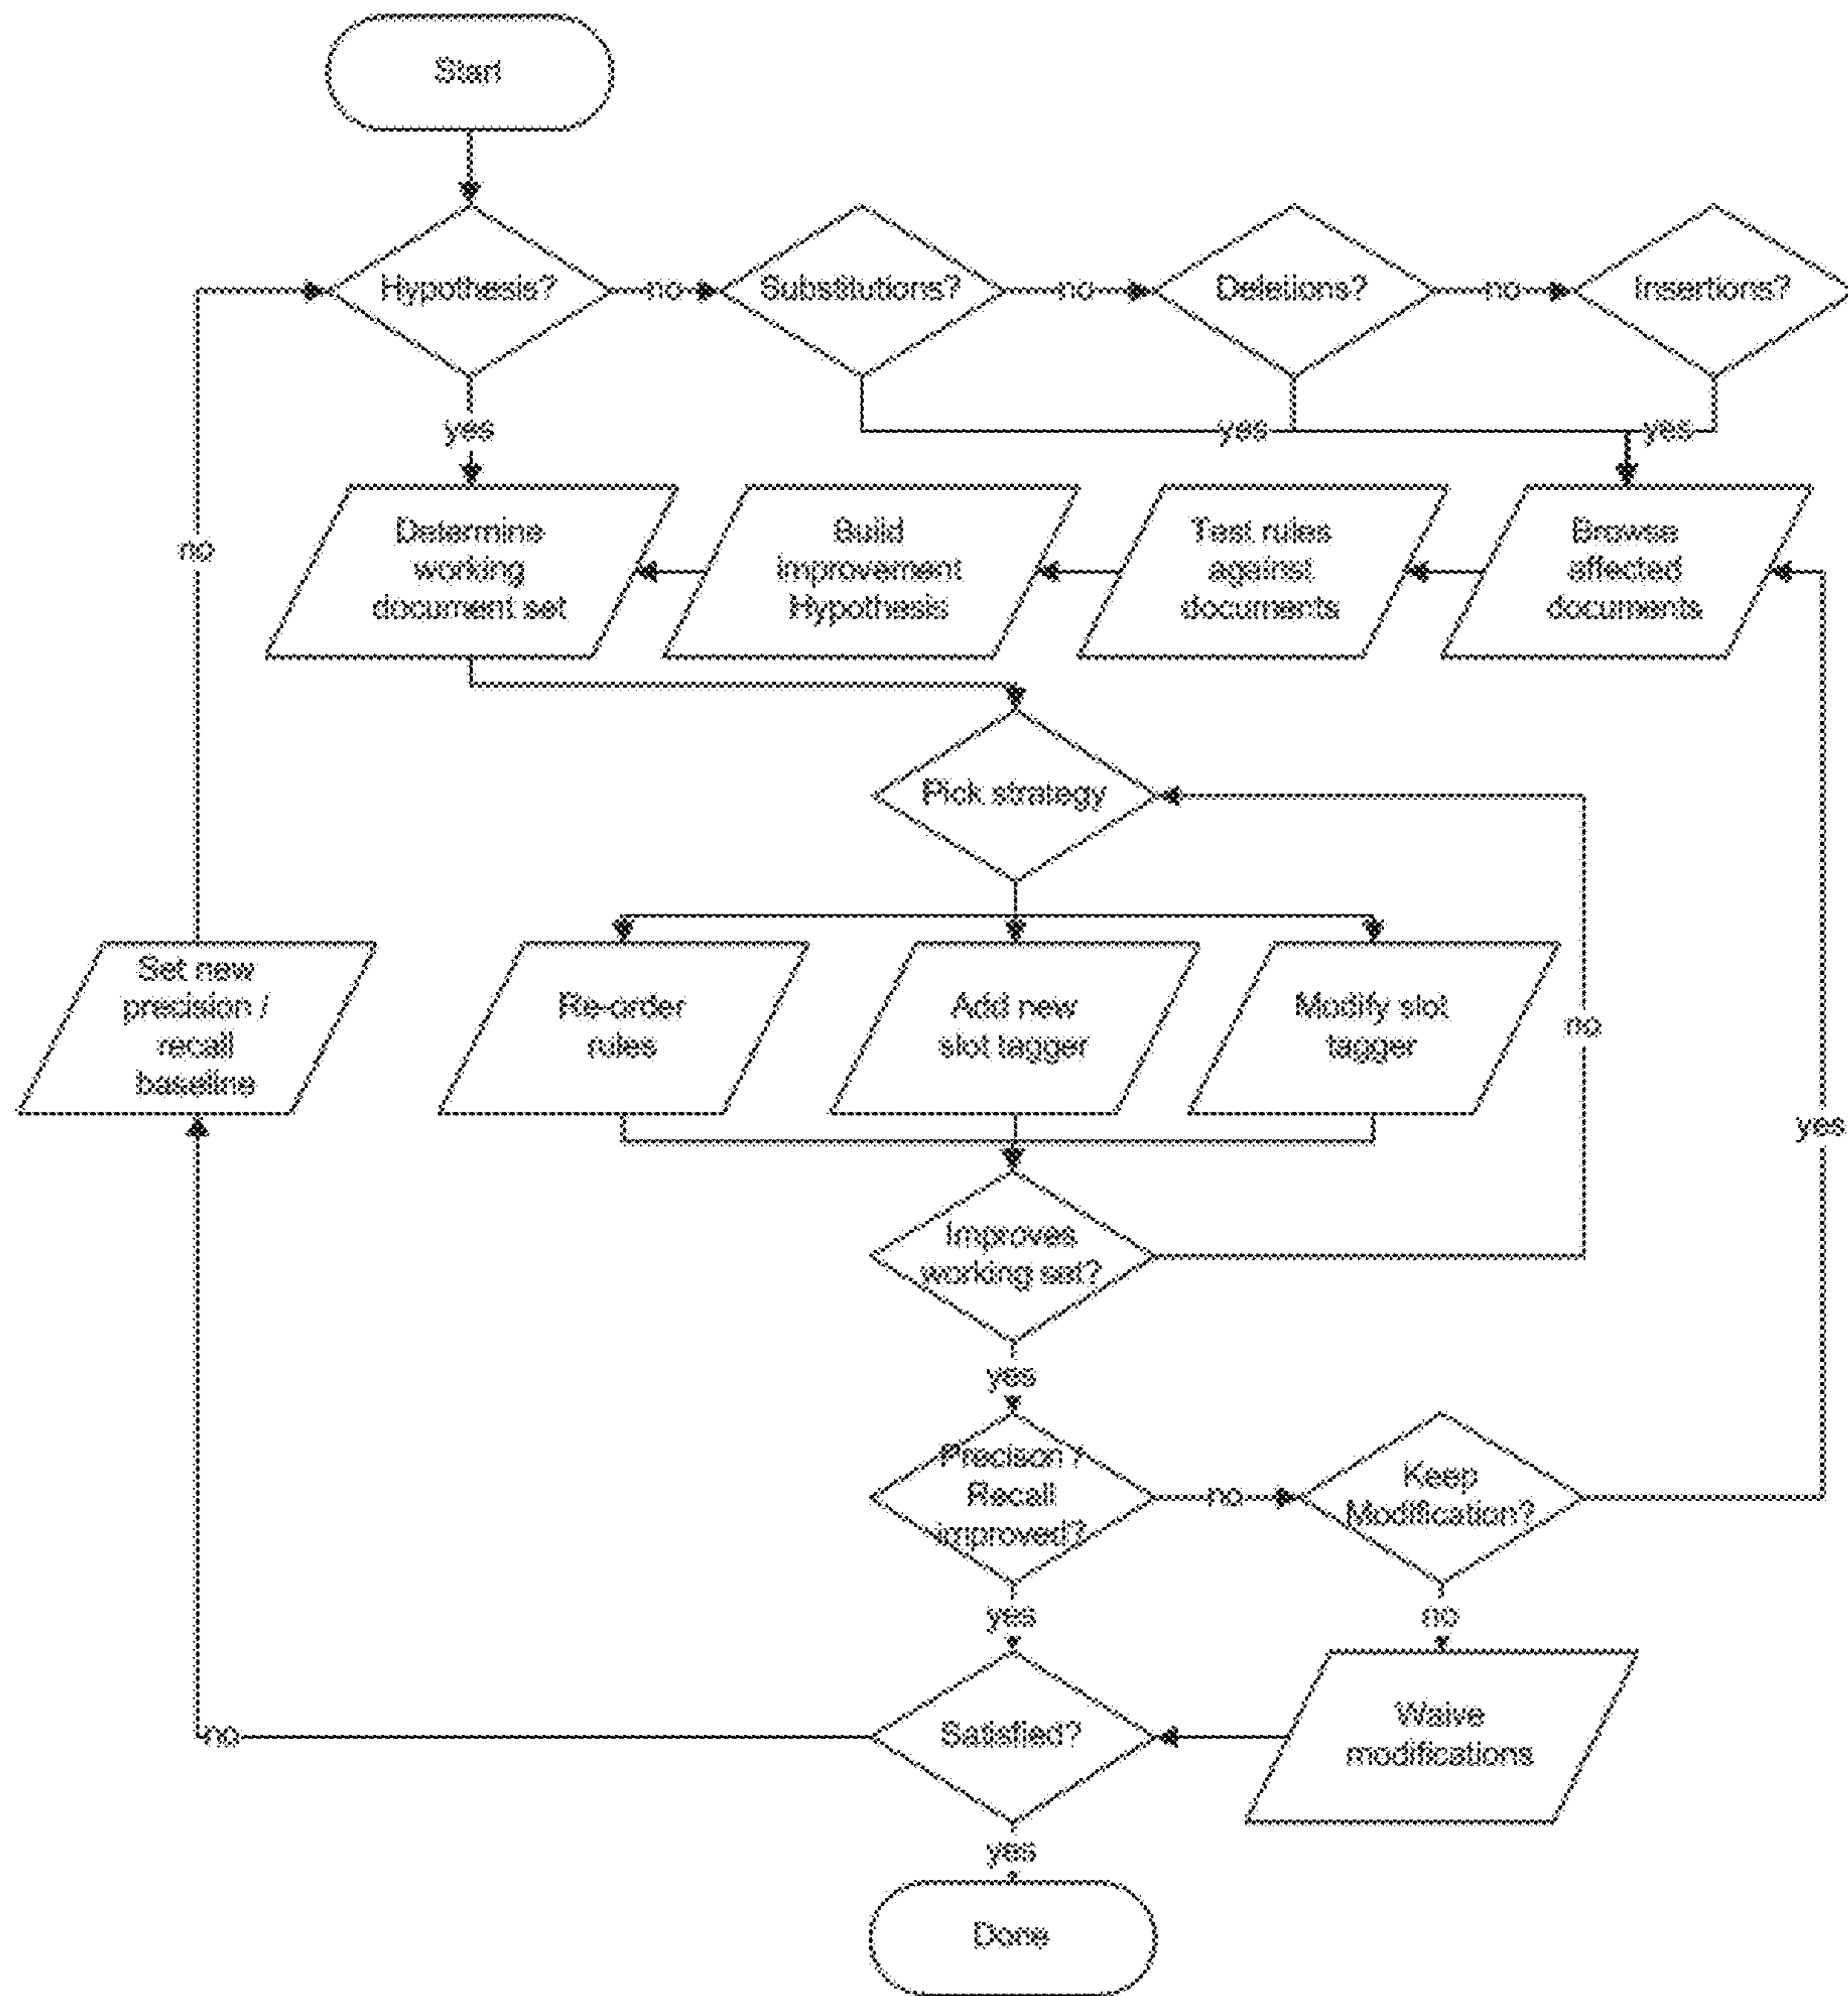 Start
Hypothesis?
no
Substitutions?
no
Deletions?
no
Insertions?
yes
yes
yes
Determine
working
document set
Build
improvement
Hypothesis
Test rules
against
documents
Browse
affected
documents
no
Pick strategy
Set new
precision /
recall
baseline
Re-order
rules
Add new
slot tagger
Modify slot
tagger
no
yes
Improves
working set?
yes
Precison /
Recall
improved?
no
Keep
Modification?
yes
no
no
Satisfied?
Waive
modifications
yes
Done